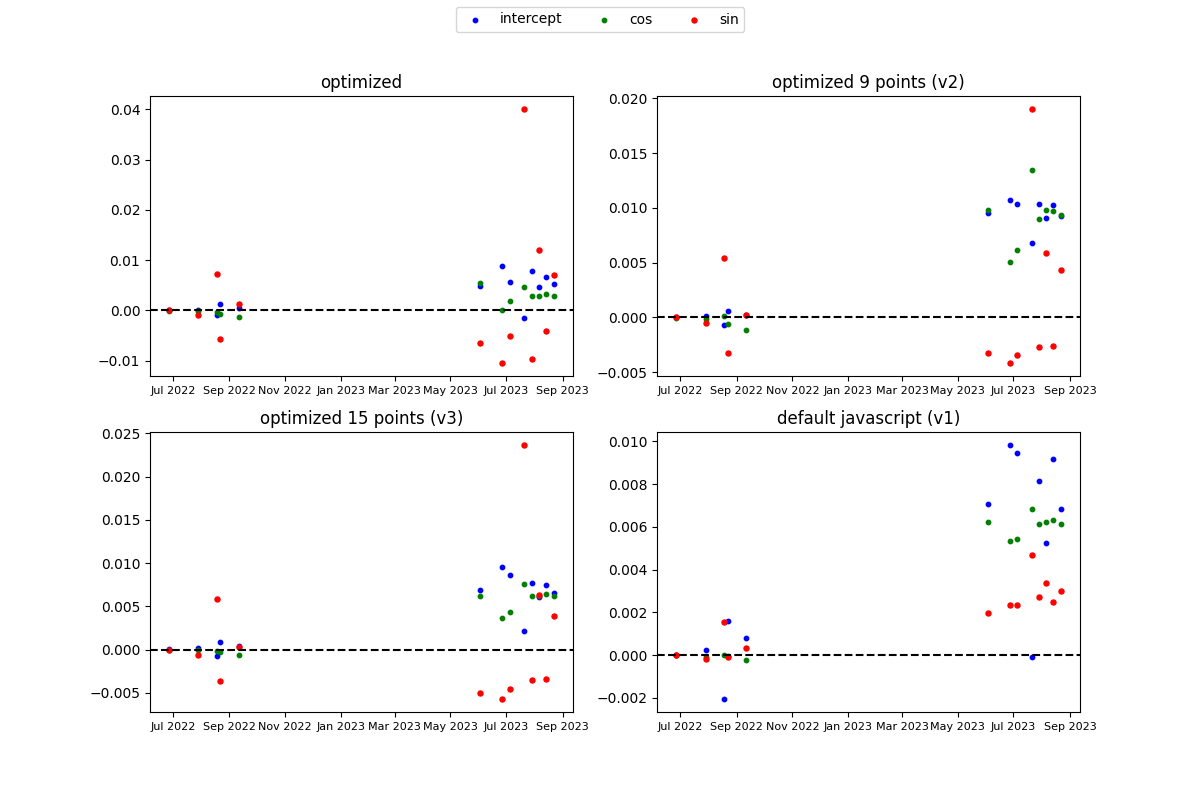 intercept cos sin
optimized
0.04
0.03
0.02
0.01
0.00
−0.01
Jul 2022 Sep 2022 Nov 2022 Jan 2023 Mar 2023 May 2023 Jul 2023 Sep 2023
optimized 9 points (v2)
0.020
0.015
0.010
0.005
0.000
−0.005
Jul 2022 Sep 2022 Nov 2022 Jan 2023 Mar 2023 May 2023 Jul 2023 Sep 2023
optimized 15 points (v3)
0.025
0.020
0.015
0.010
0.005
0.000
−0.005
Jul 2022 Sep 2022 Nov 2022 Jan 2023 Mar 2023 May 2023 Jul 2023 Sep 2023
default javascript (v1)
0.010
0.008
0.006
0.004
0.002
0.000
−0.002
Jul 2022 Sep 2022 Nov 2022 Jan 2023 Mar 2023 May 2023 Jul 2023 Sep 2023